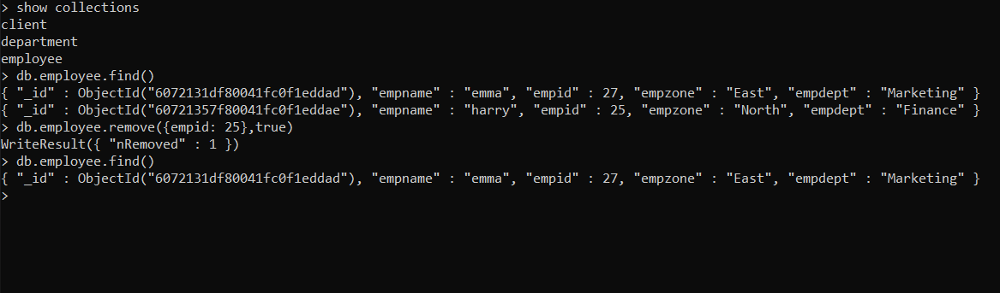 > show collections
client
department
employee
> db.employee.find()
{ "_id" : ObjectId("6072131df80041fc0f1eddad"), "empname" : "emma", "empid" : 27, "empzone" : "East", "empdept" : "Marketing" }
{ "_id" : ObjectId("60721357f80041fc0f1eddae"), "empname" : "harry", "empid" : 25, "empzone" : "North", "empdept" : "Finance" }
> db.employee.remove({empid: 25},true)
WriteResult({ "nRemoved" : 1 })
> db.employee.find()
{ "_id" : ObjectId("6072131df80041fc0f1eddad"), "empname" : "emma", "empid" : 27, "empzone" : "East", "empdept" : "Marketing" }
>